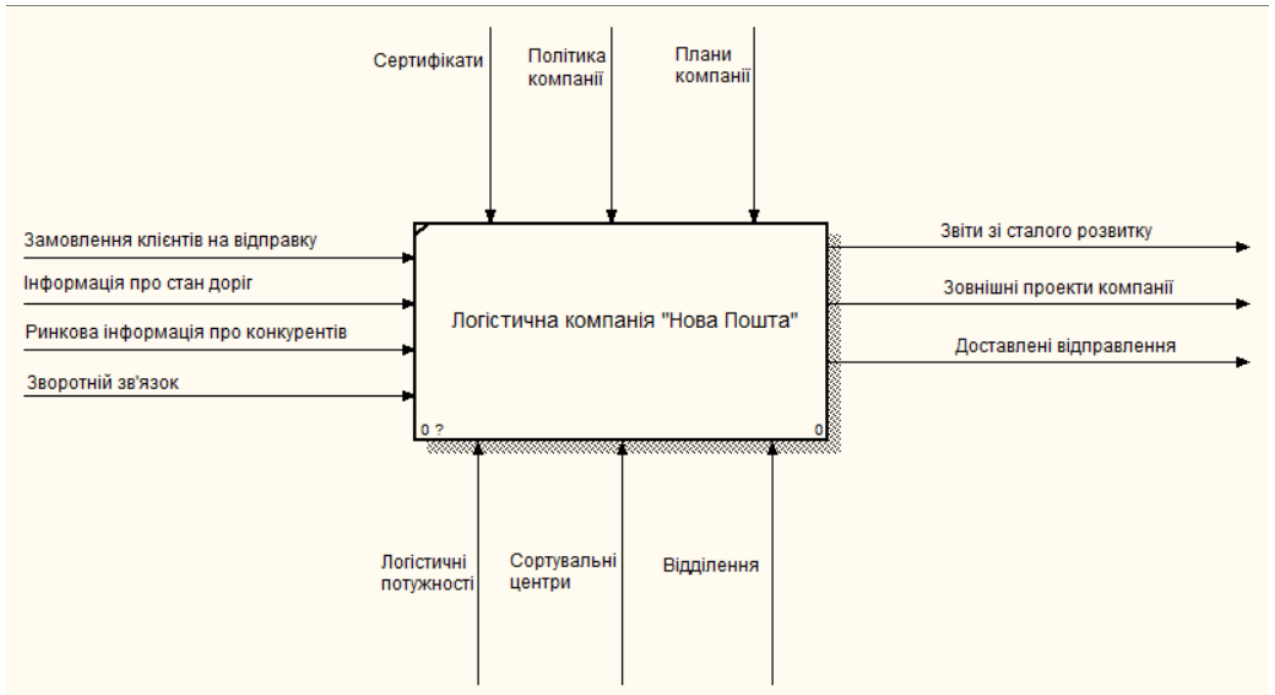 Сертифікати
Політика
компанії
Плани
компанії
Замовлення клієнтів на відправку
Інформація про стан доріг
Ринкова інформація про конкурентів
Зворотній зв'язок
Логістична компанія "Нова Пошта"
0 ?
0
Звіти зі сталого розвитку
Зовнішні проекти компанії
Доставлені відправлення
Логістичні
потужності
Сортувальні
центри
Відділення